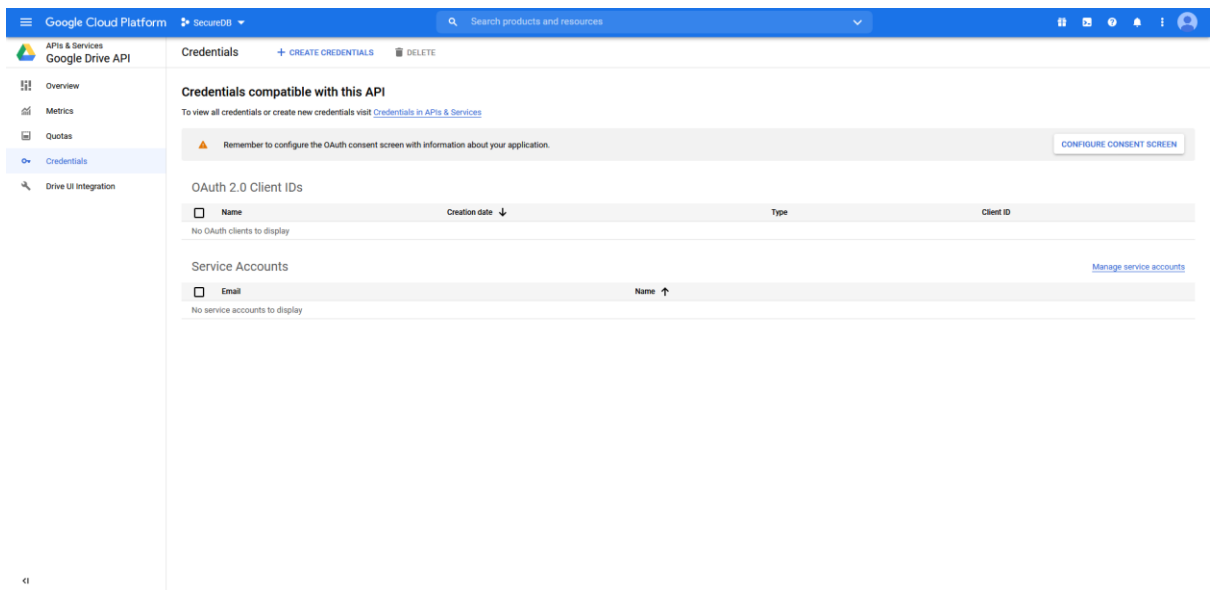 Google Cloud Platform SecureDB Search products and resources
APIs & Services
Google Drive API
Credentials + CREATE CREDENTIALS DELETE
Overview
Metrics
Quotas
Credentials
Drive UI Integration
Credentials compatible with this API
To view all credentials or create new credentials visit Credentials in APIs & Services
Remember to configure the OAuth consent screen with information about your application. CONFIGURE CONSENT SCREEN
OAuth 2.0 Client IDs
Name Creation date Type Client ID
No OAuth clients to display
Service Accounts Manage service accounts
Email Name
No service accounts to display